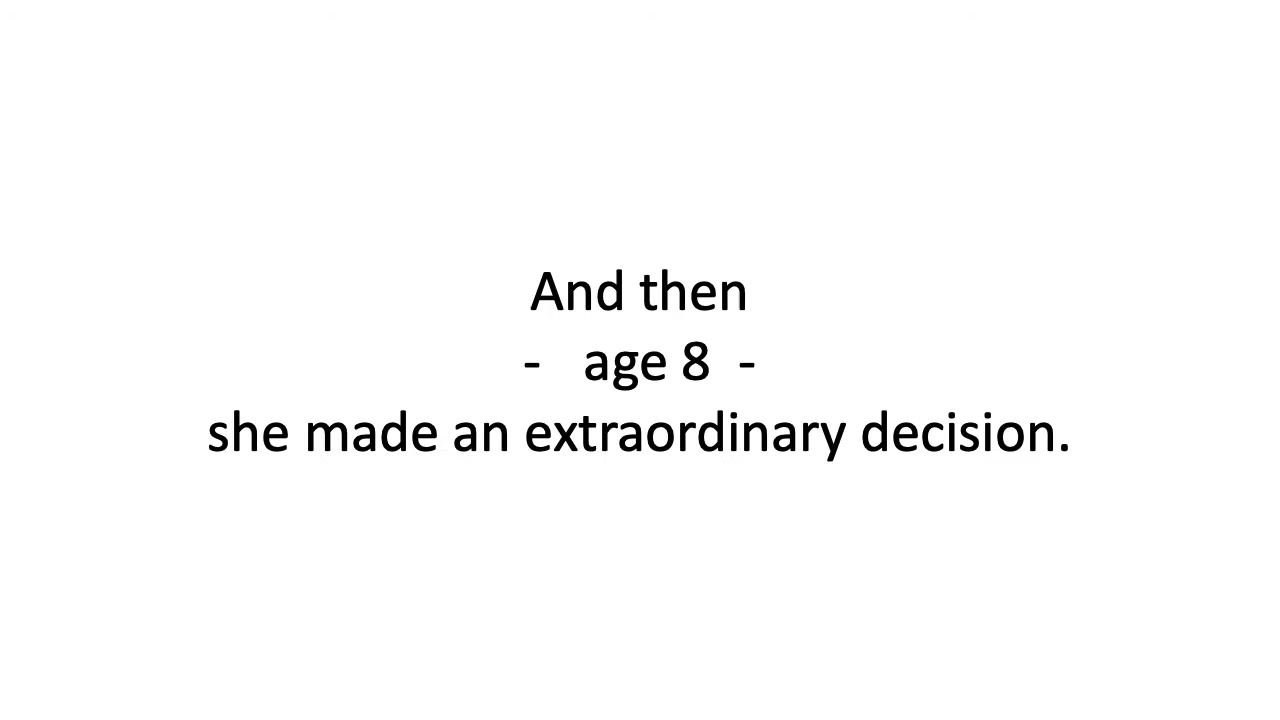 And then
- age 8 -
she made an extraordinary decision.